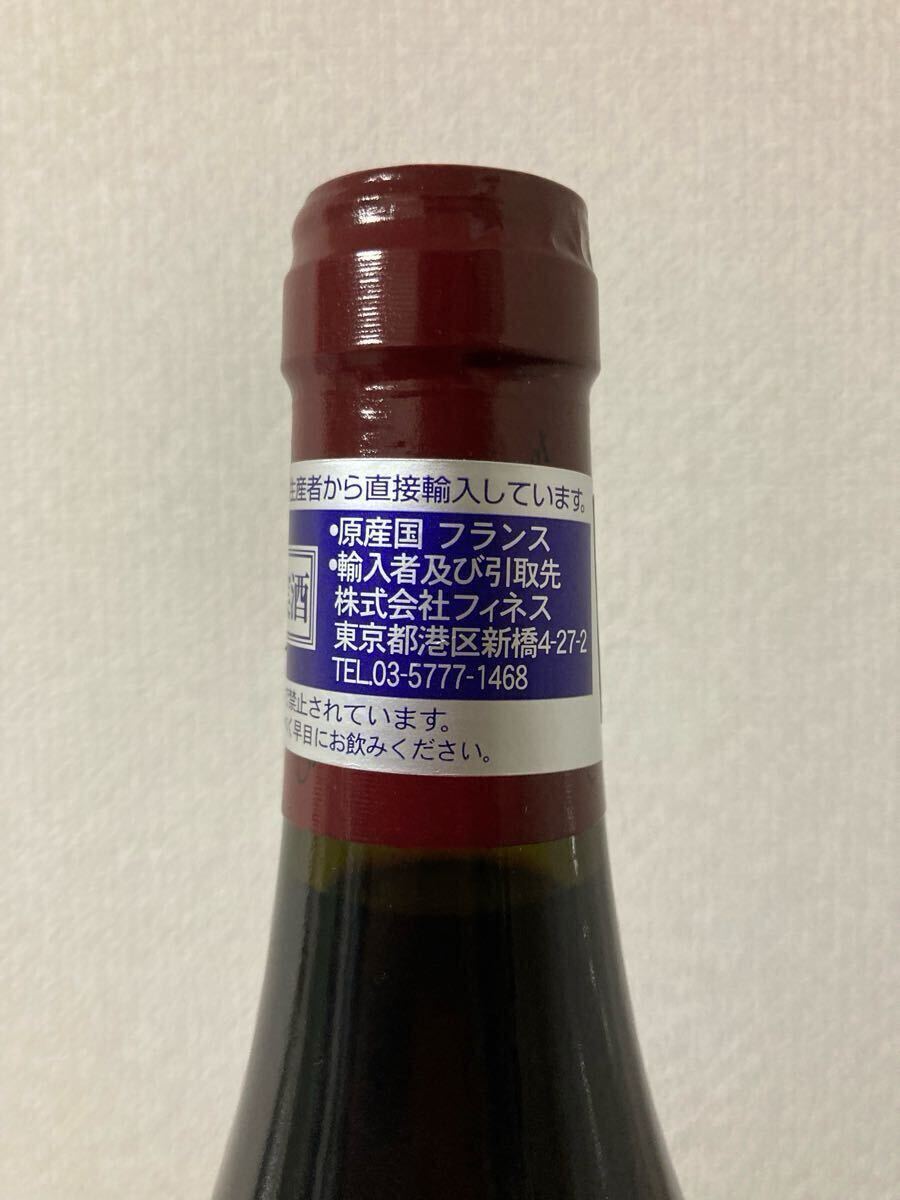 生産者から直接輸入しています。
•原産国 フランス
•輸入者及び引取先
株式会社フィネス
東京都港区新橋4-27-2
TEL.03-5777-1468
酒
禁止されています。
早目にお飲みください。